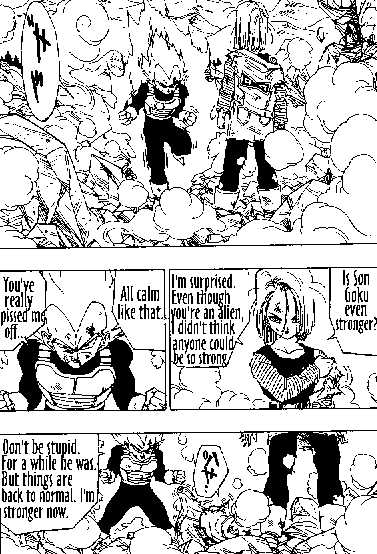 Is Son
Goku
even
stronger?
I'm surprised.
Even though
you're an alien,
I didn't think
anyone could
be so strong
All calm
like that..
You've
really
pissed me
off.
Don't be stupid.
For a while he was.
But things are
back to normal. I'm
stronger now.